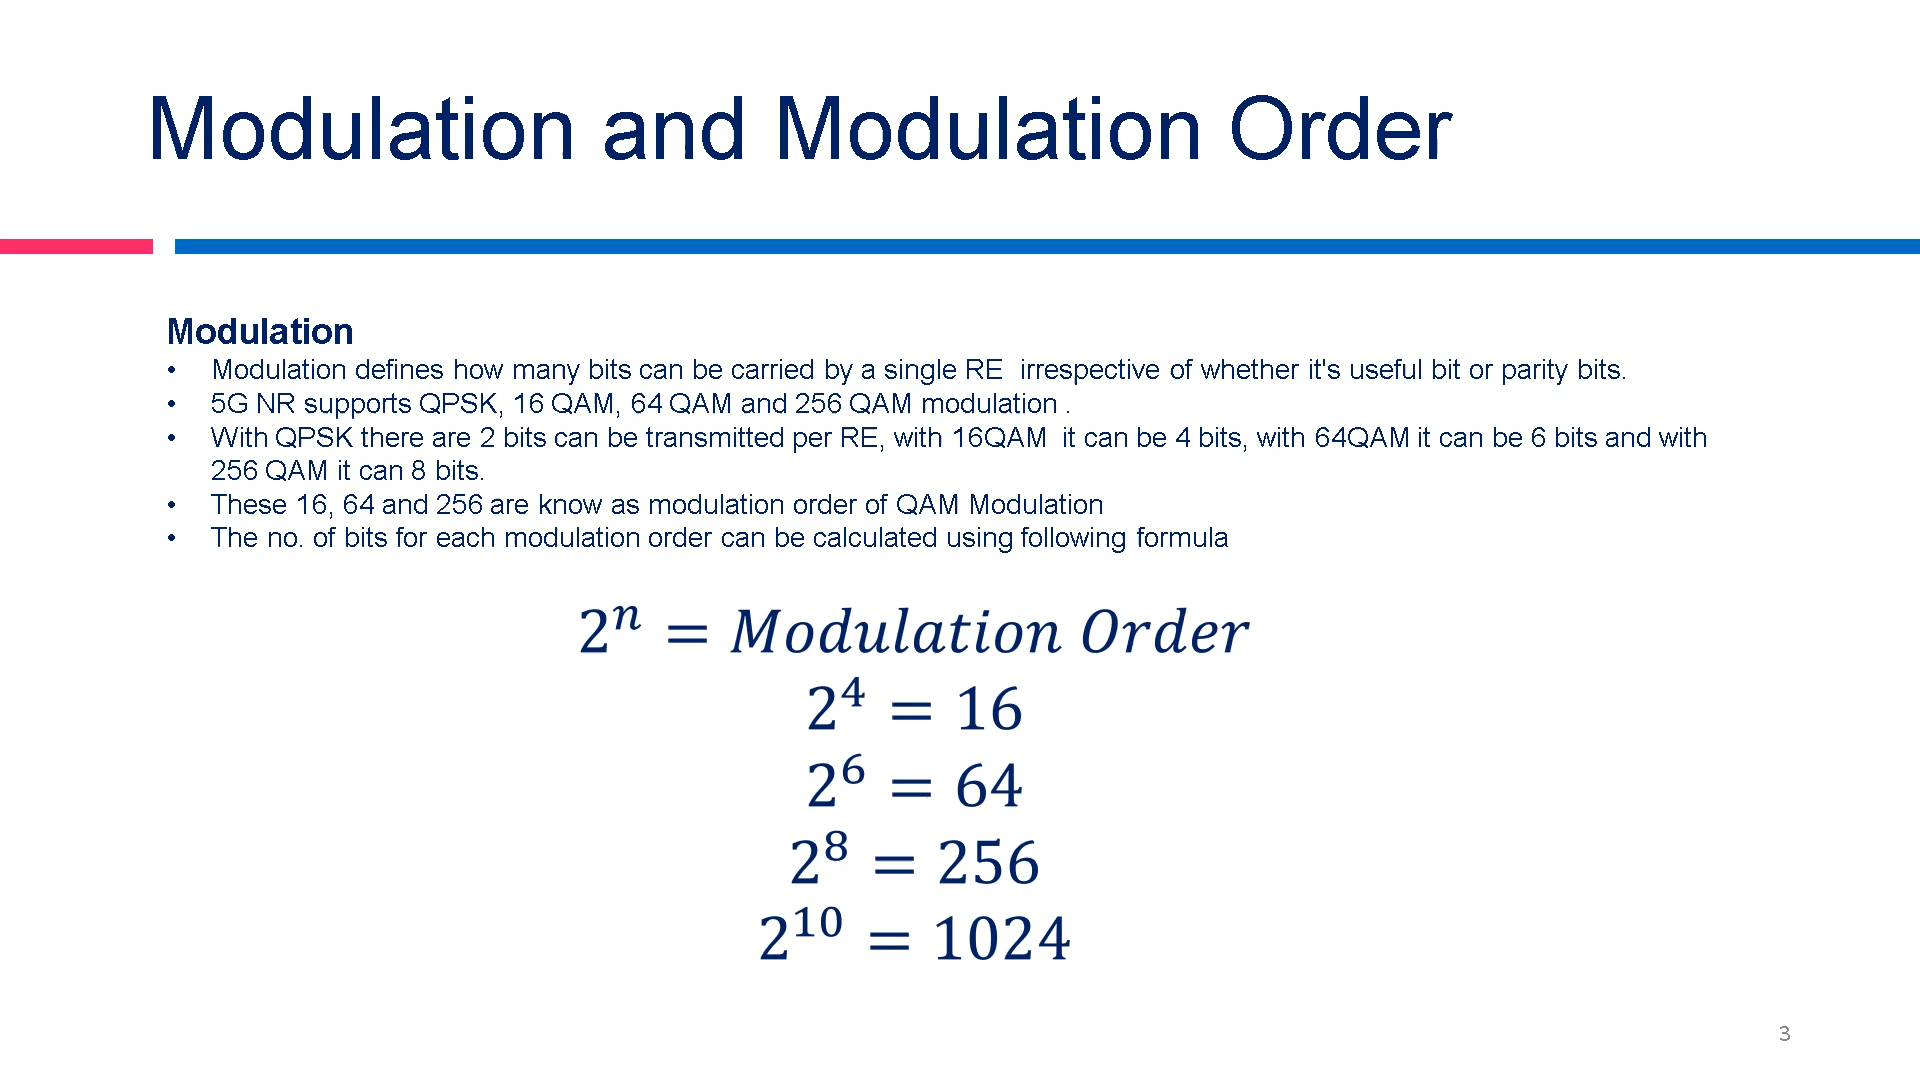 Modulation and Modulation Order
Modulation
• Modulation defines how many bits can be carried by a single RE  irrespective of whether it's useful bit or parity bits.
• 5G NR supports QPSK, 16 QAM, 64 QAM and 256 QAM modulation .
• With QPSK there are 2 bits can be transmitted per RE, with 16QAM  it can be 4 bits, with 64QAM it can be 6 bits and with
256 QAM it can 8 bits.
• These 16, 64 and 256 are know as modulation order of QAM Modulation
• The no. of bits for each modulation order can be calculated using following formula
2ⁿ = Modulation Order
2⁴ = 16
2⁶ = 64
2⁸ = 256
2¹⁰ = 1024
3